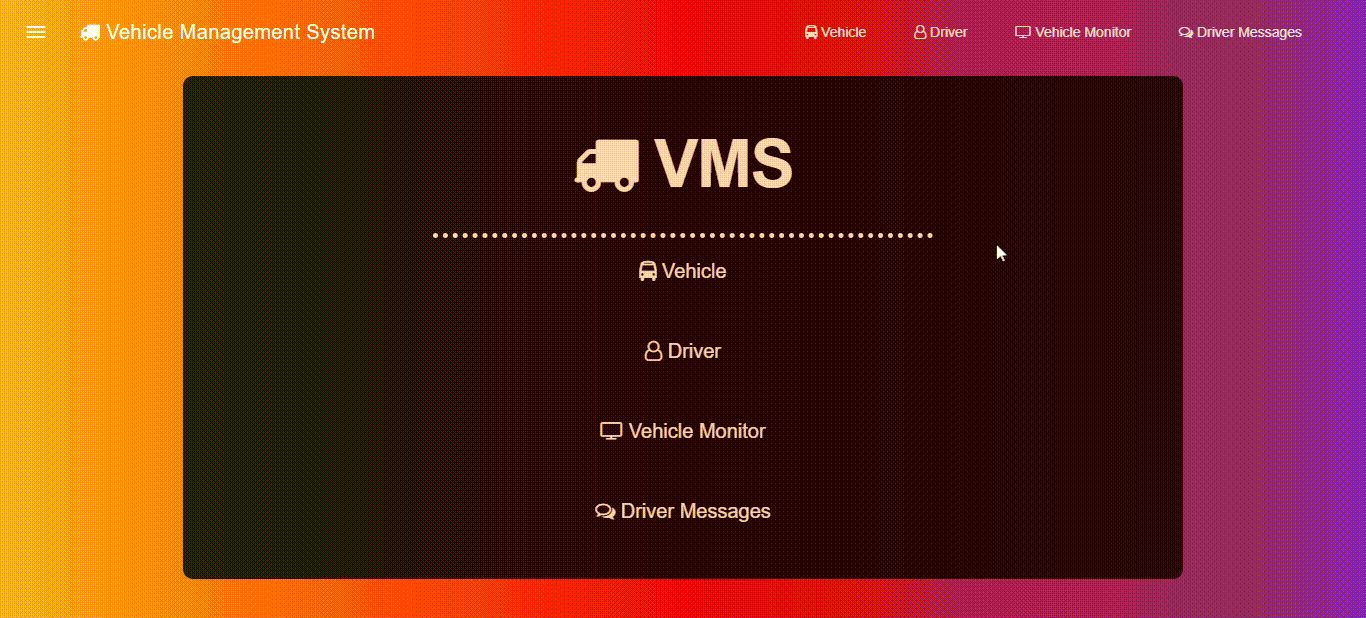 Vehicle Management System Vehicle Driver Vehicle Monitor Driver Messages
VMS
Vehicle
Driver
Vehicle Monitor
Driver Messages